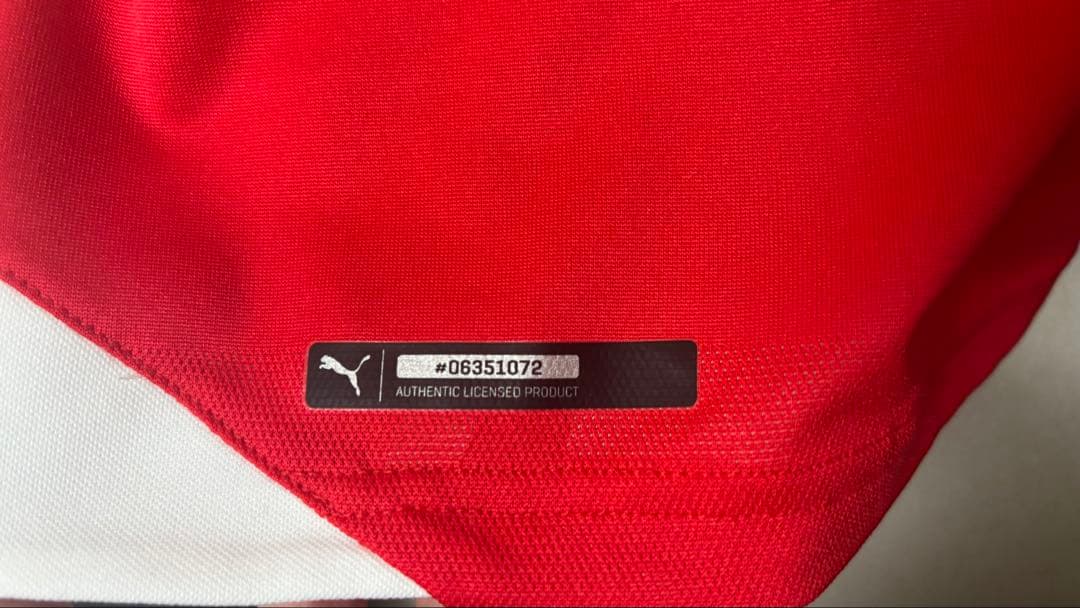 #06351072
AUTHENTIC LICENSED PRODUCT